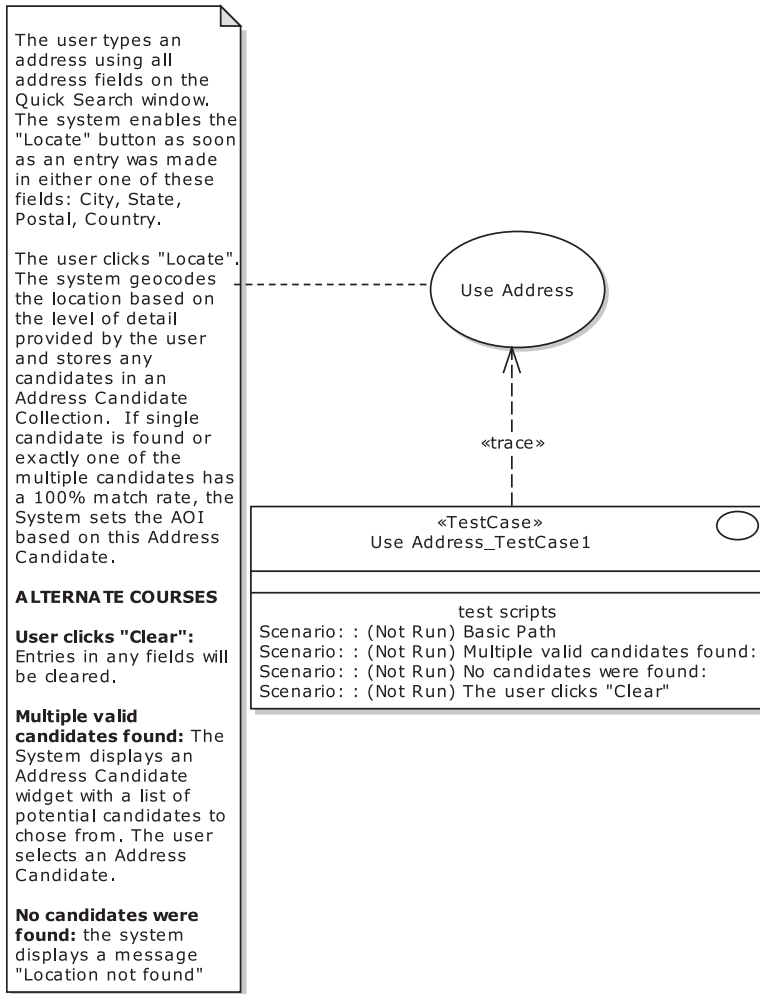 The user types an
address using all
address fields on the
Quick Search window.
The system enables the
"Locate" button as soon
as an entry was made
in either one of these
fields: City, State,
Postal, Country.
The user clicks "Locate".
The system geocodes
the location based on
the level of detail
provided by the user
and stores any
candidates in an
Address Candidate
Collection.  If single
candidate is found or
exactly one of the
multiple candidates has
a 100% match rate, the
System sets the AOI
based on this Address
Candidate.
ALTERNATE COURSES
User clicks "Clear":
Entries in any fields will
be cleared.
Multiple valid
candidates found: The
System displays an
Address Candidate
widget with a list of
potential candidates to
chose from. The user
selects an Address
Candidate.
No candidates were
found: the system
displays a message
"Location not found"
Use Address
«trace»
«TestCase»
Use Address_TestCase1
test scripts
Scenario: : (Not Run) Basic Path
Scenario: : (Not Run) Multiple valid candidates found:
Scenario: : (Not Run) No candidates were found:
Scenario: : (Not Run) The user clicks "Clear"